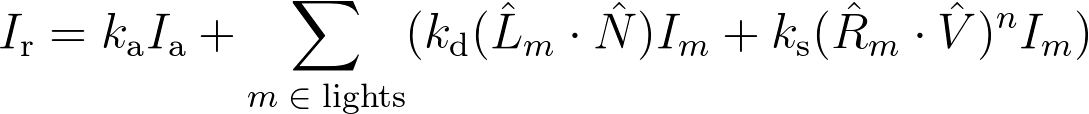 I_r = k_a I_a + \sum_{m \in \text{lights}} (k_d (\hat{L}_m \cdot \hat{N}) I_m + k_s (\hat{R}_m \cdot \hat{V})^n I_m)